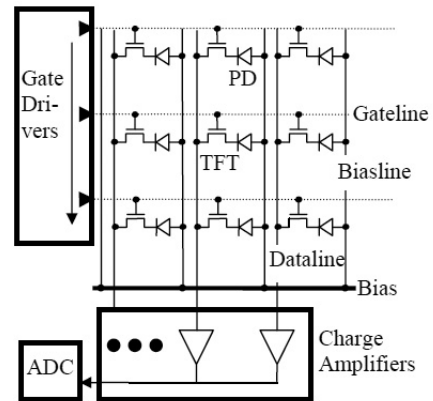 Gate
Dri-
vers
PD
Gateline
TFT
Biasline
Dataline
Bias
Charge
Amplifiers
ADC